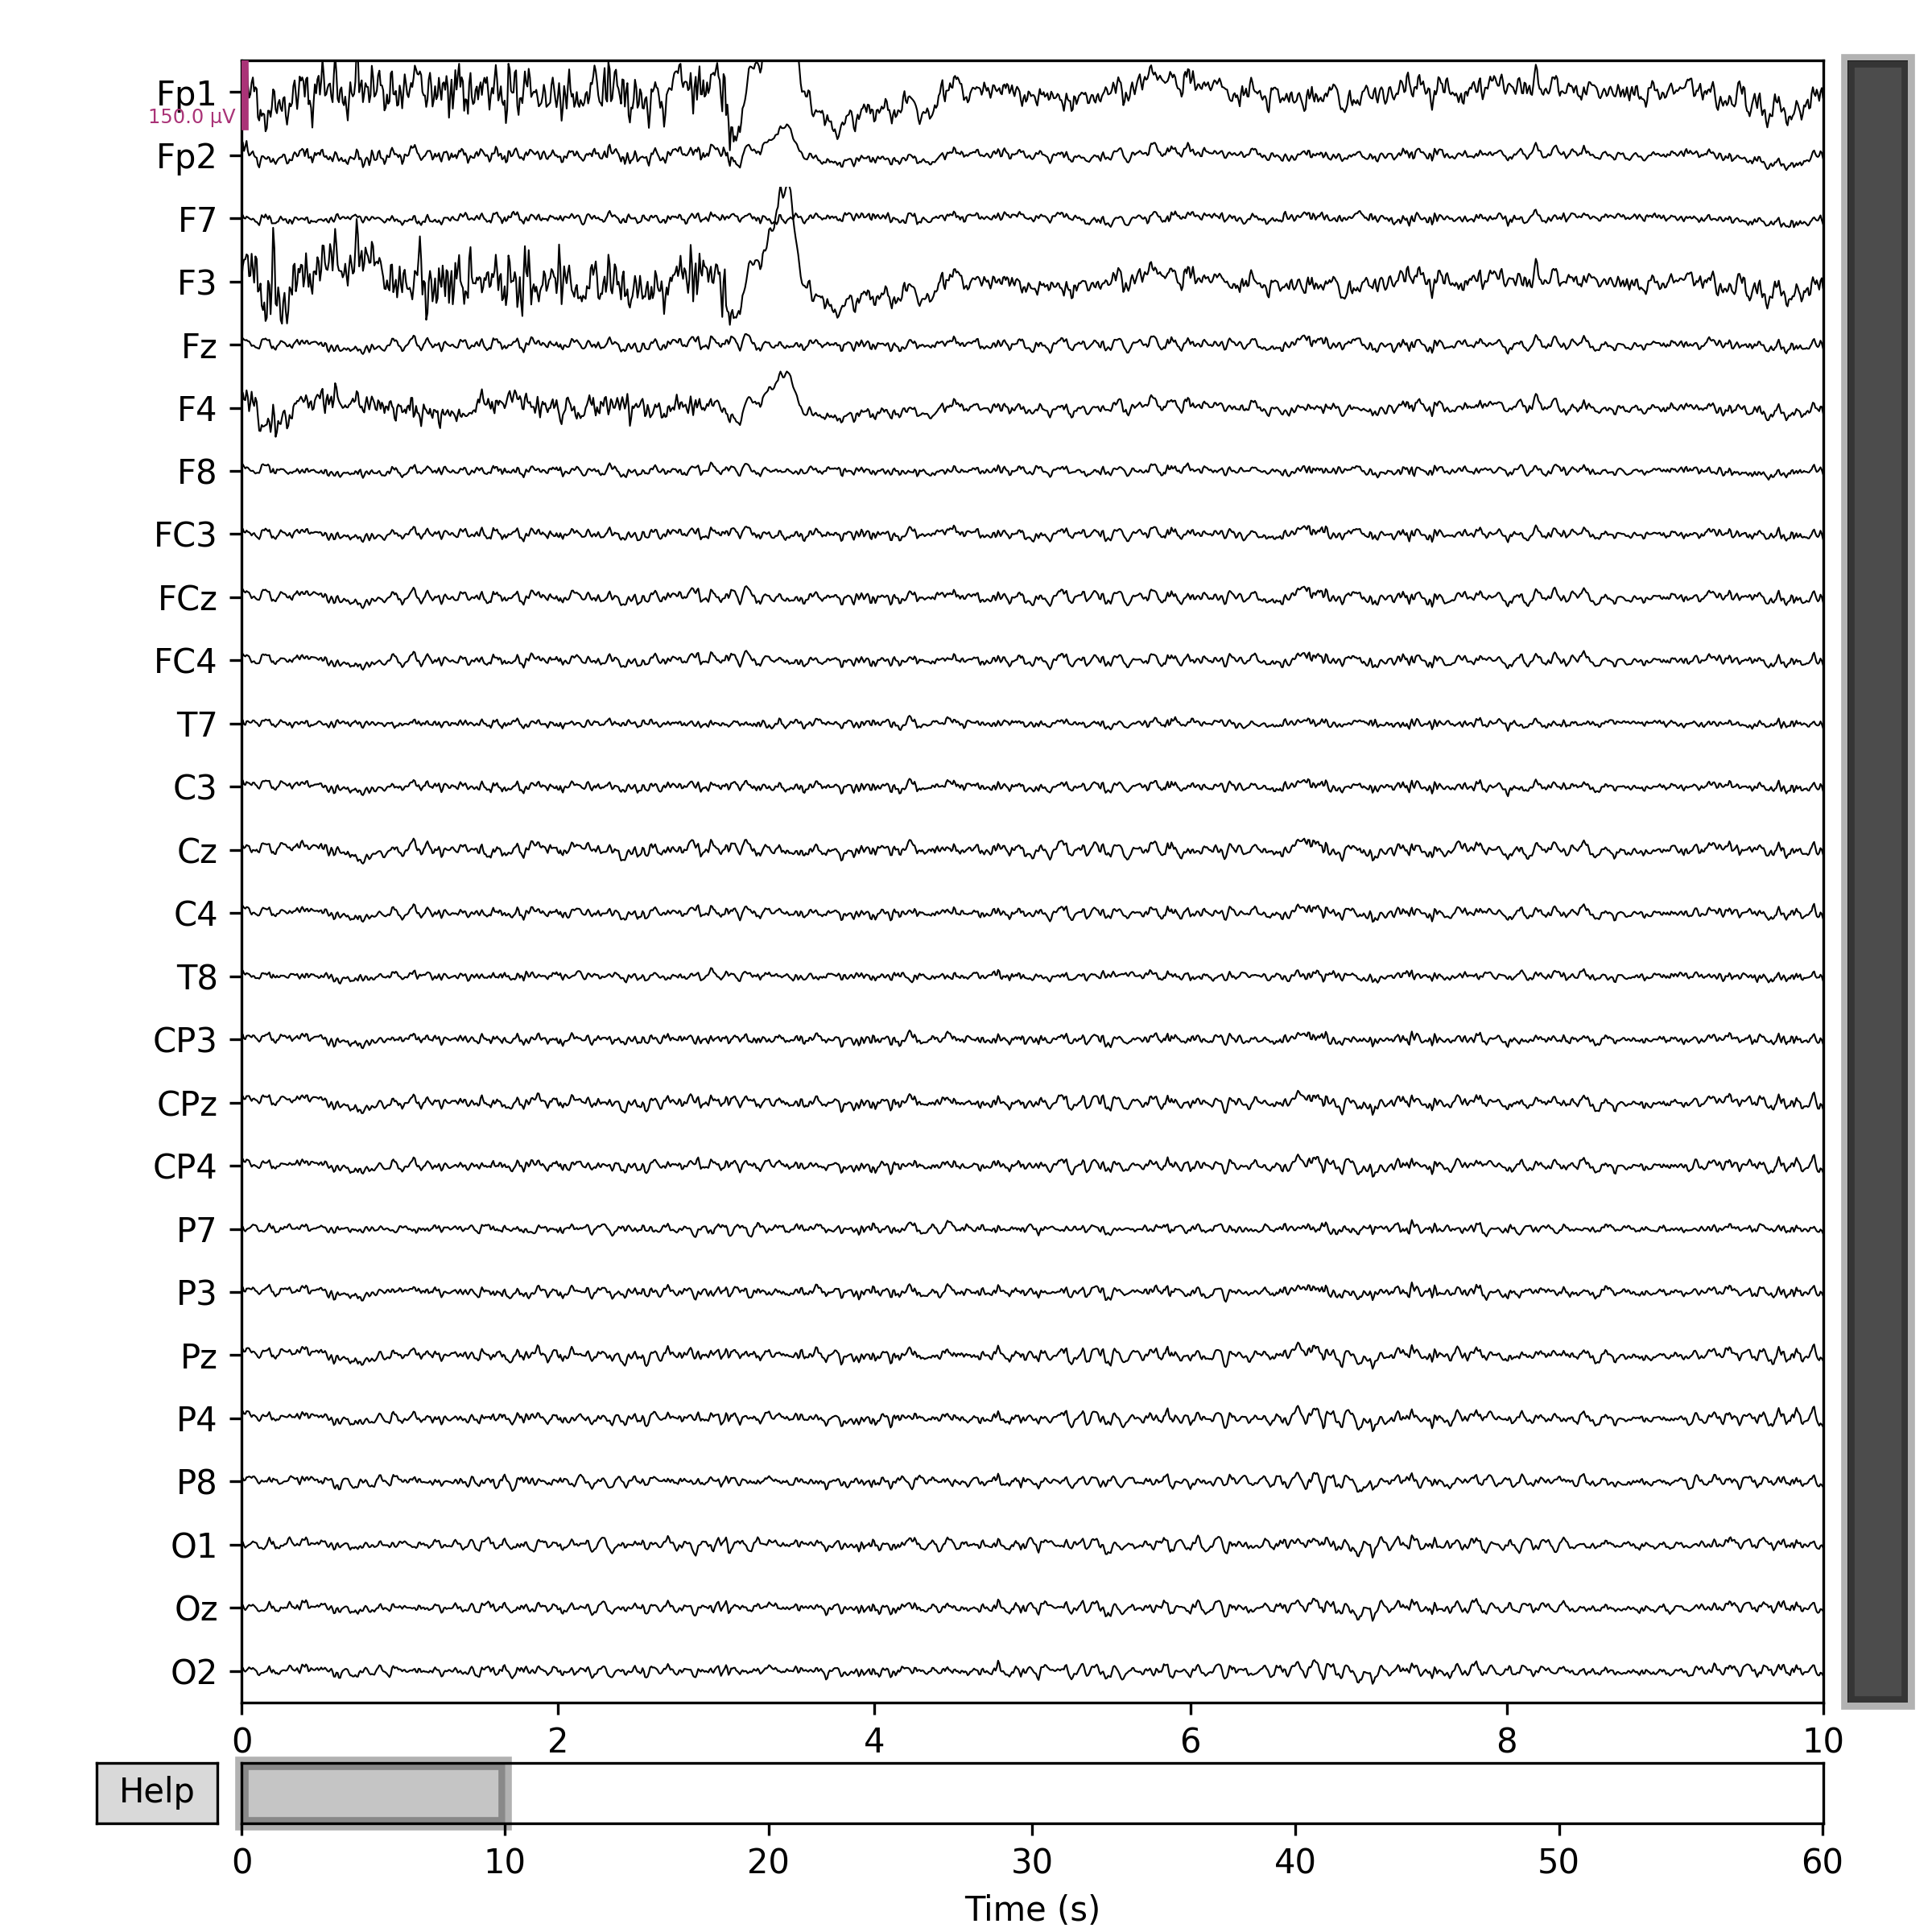 Fp1
150.0 µV
Fp2
F7
F3
Fz
F4
F8
FC3
FCz
FC4
T7
C3
Cz
C4
T8
CP3
CPz
CP4
P7
P3
Pz
P4
P8
O1
Oz
O2
0 2 4 6 8 10
Help
0 10 20 30 40 50 60
Time (s)